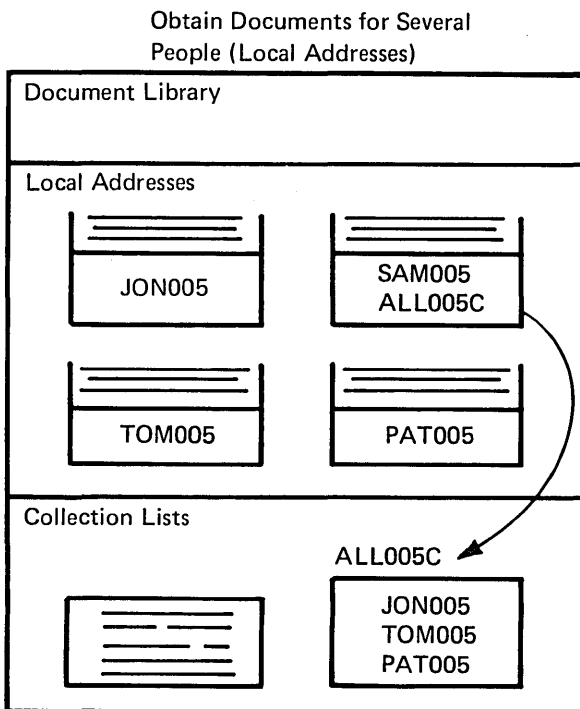 Obtain Documents for Several
People (Local Addresses)
Document Library
Local Addresses
JON005
SAM005
ALL005C
TOM005
PAT005
Collection Lists
ALL005C
JON005
TOM005
PAT005